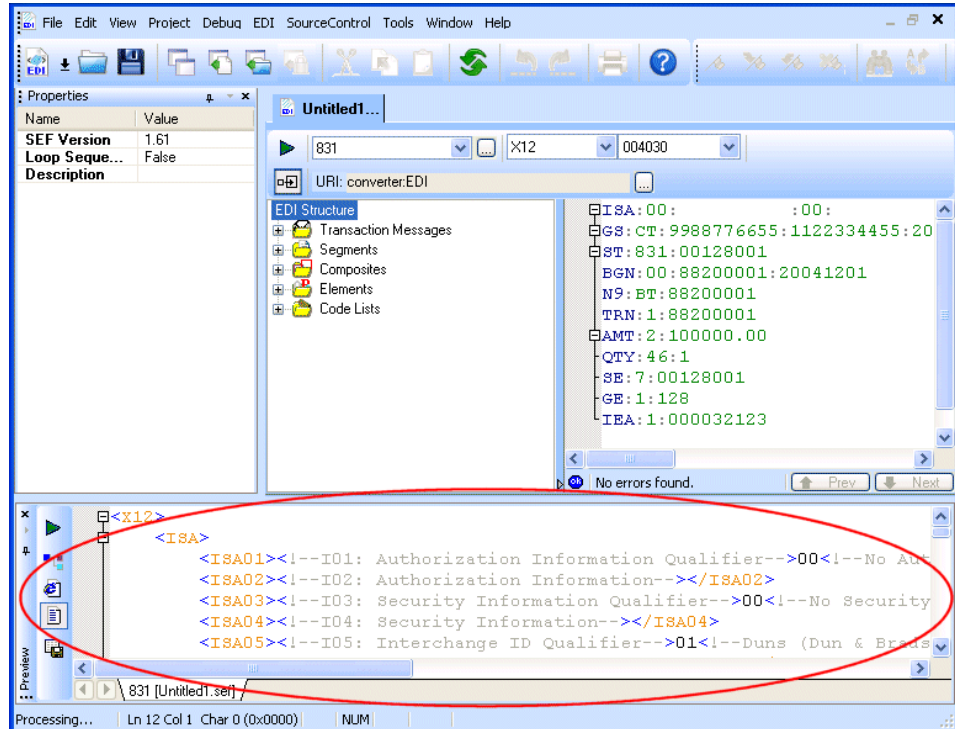 File Edit View Project Debug EDI SourceControl Tools Window Help
EDI
Properties
Name Value
SEF Version 1.61
Loop Seque... False
Description
Untitled1...
831 ... X12 004030
URI: converter:EDI ...
EDI Structure
Transaction Messages
Segments
Composites
Elements
Code Lists
ISA:00: :00:
GS:CT:9988776655:1122334455:20
ST:831:00128001
BGN:00:88200001:20041201
N9:BT:88200001
TRN:1:88200001
AMT:2:100000.00
QTY:46:1
SE:7:00128001
GE:1:128
IEA:1:000032123
ok No errors found. Prev Next
<X12>
<ISA>
<ISA01><!--I01: Authorization Information Qualifier-->00<!--No Aut
<ISA02><!--I02: Authorization Information--></ISA02>
<ISA03><!--I03: Security Information Qualifier-->00<!--No Security
<ISA04><!--I04: Security Information--></ISA04>
<ISA05><!--I05: Interchange ID Qualifier-->01<!--Duns (Dun & Brads
Preview ...
831 [Untitled1.sef]
Processing... Ln 12 Col 1 Char 0 (0x0000) NUM